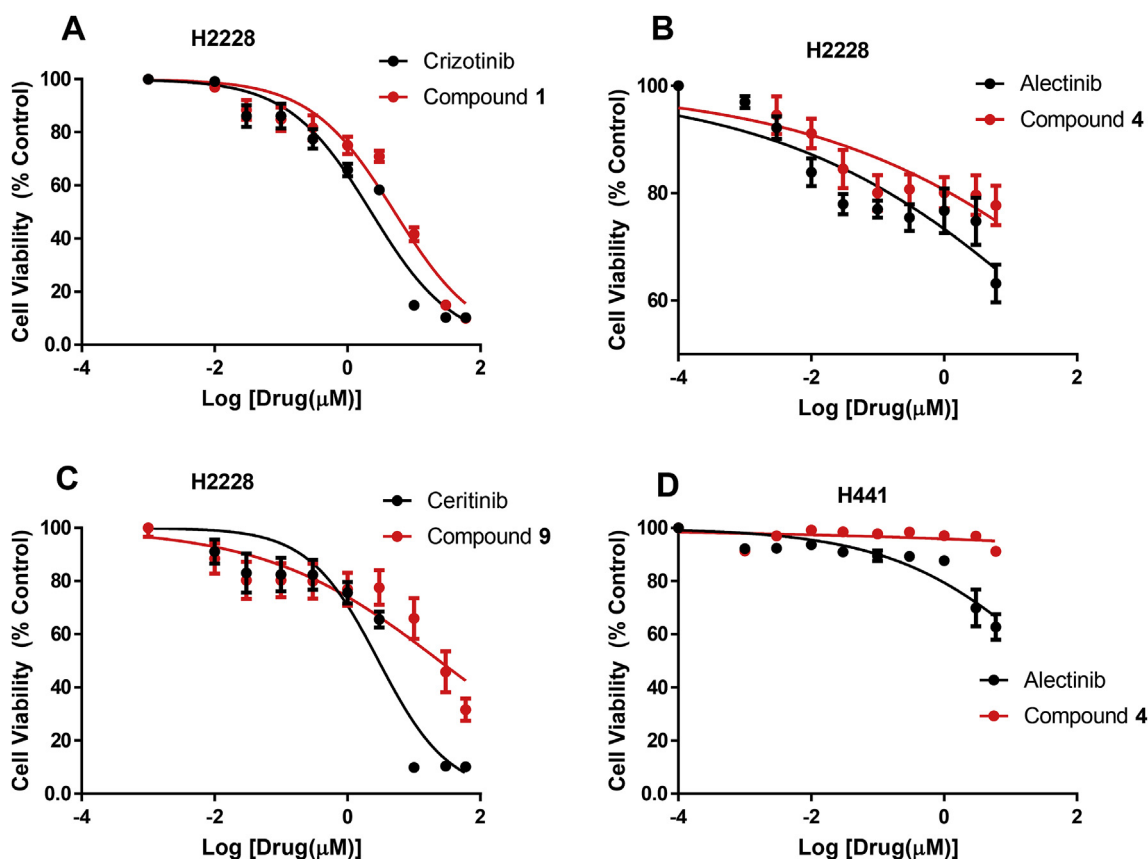 A
H2228
Crizotinib
Compound 1
Cell Viability (% Control)
100
80
60
40
20
0.0
-4
-2
0
2
Log [Drug(μM)]
B
H2228
Alectinib
Compound 4
Cell Viability (% Control)
100
80
60
-4
-2
0
2
Log [Drug(μM)]
C
H2228
Ceritinib
Compound 9
Cell Viability (% Control)
100
80
60
40
20
0.0
-4
-2
0
2
Log [Drug(μM)]
D
H441
Alectinib
Compound 4
Cell Viability (% Control)
100
80
60
40
20
0.0
-4
-2
0
2
Log [Drug(μM)]